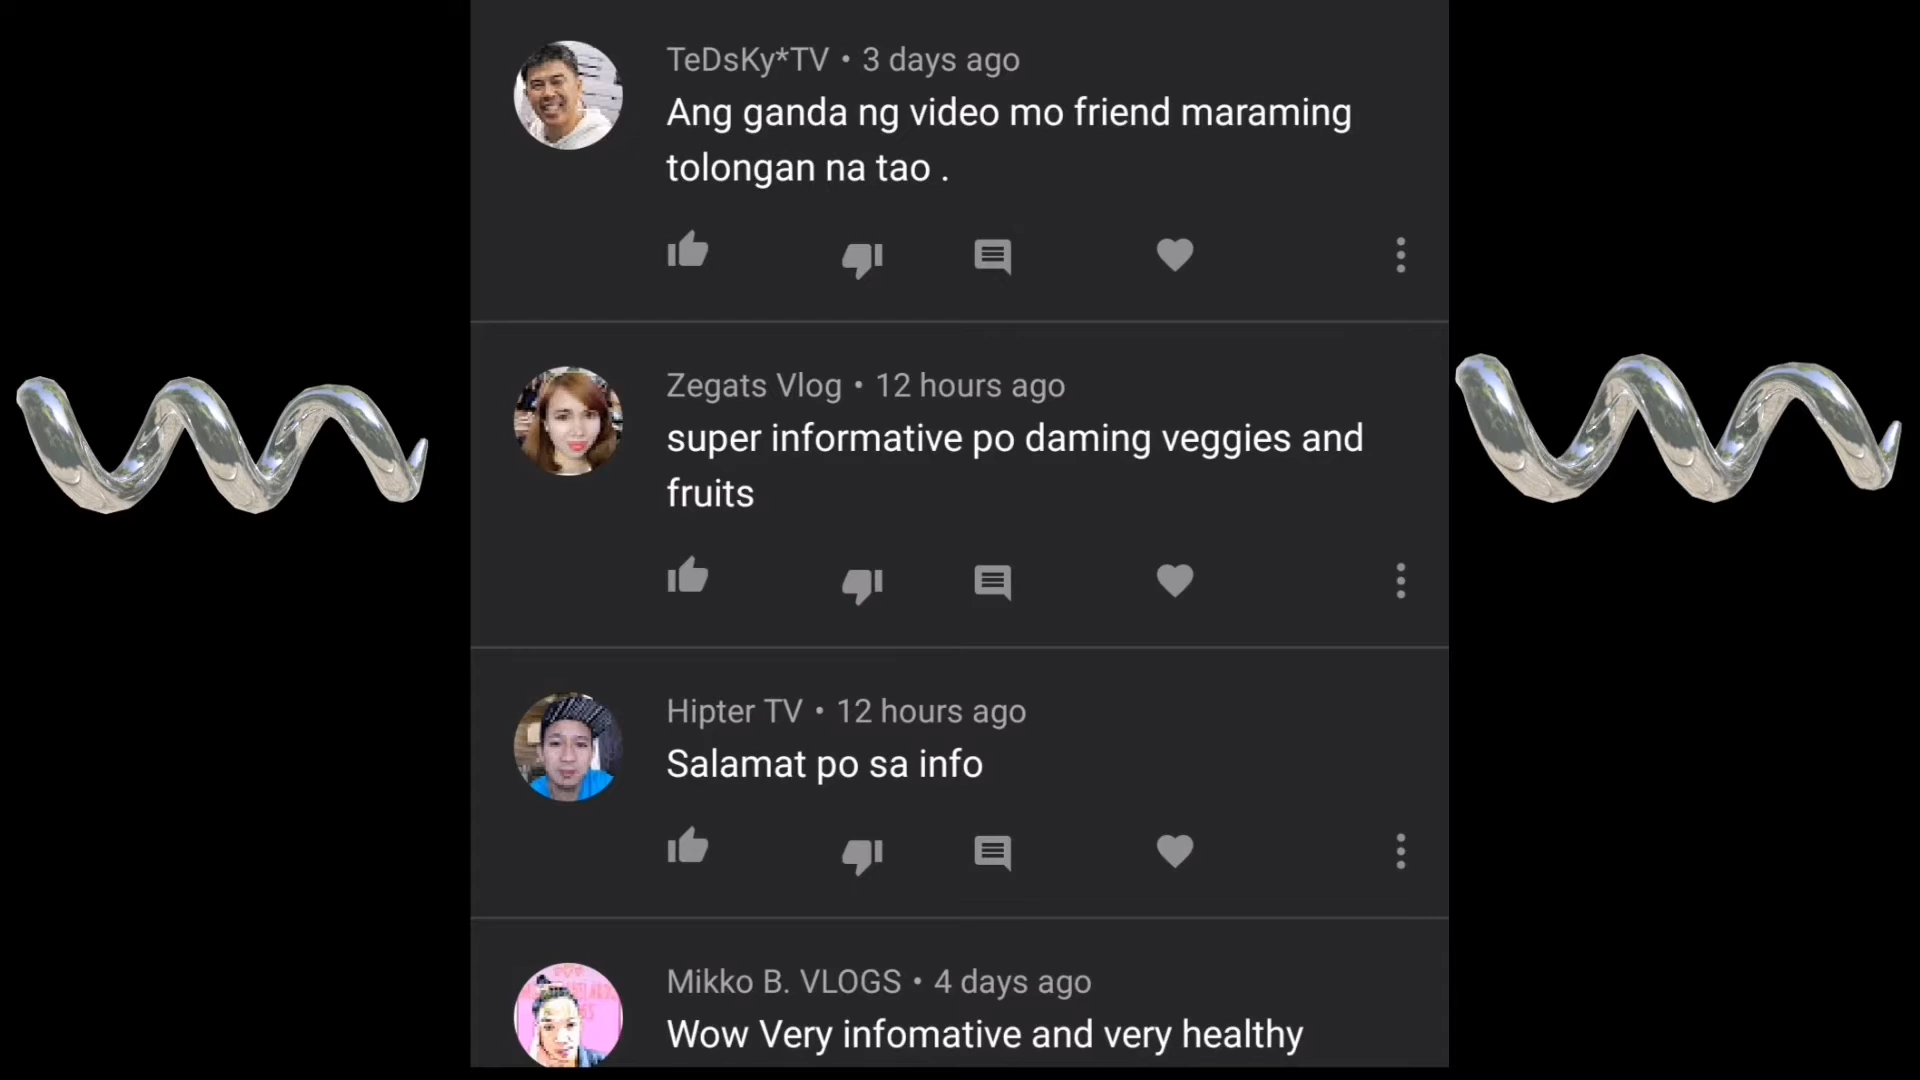 TeDsKy*TV • 3 days ago
Ang ganda ng video mo friend maraming
tolongan na tao .
Zegats Vlog • 12 hours ago
super informative po daming veggies and
fruits
Hipter TV • 12 hours ago
Salamat po sa info
Mikko B. VLOGS • 4 days ago
Wow Very infomative and very healthy